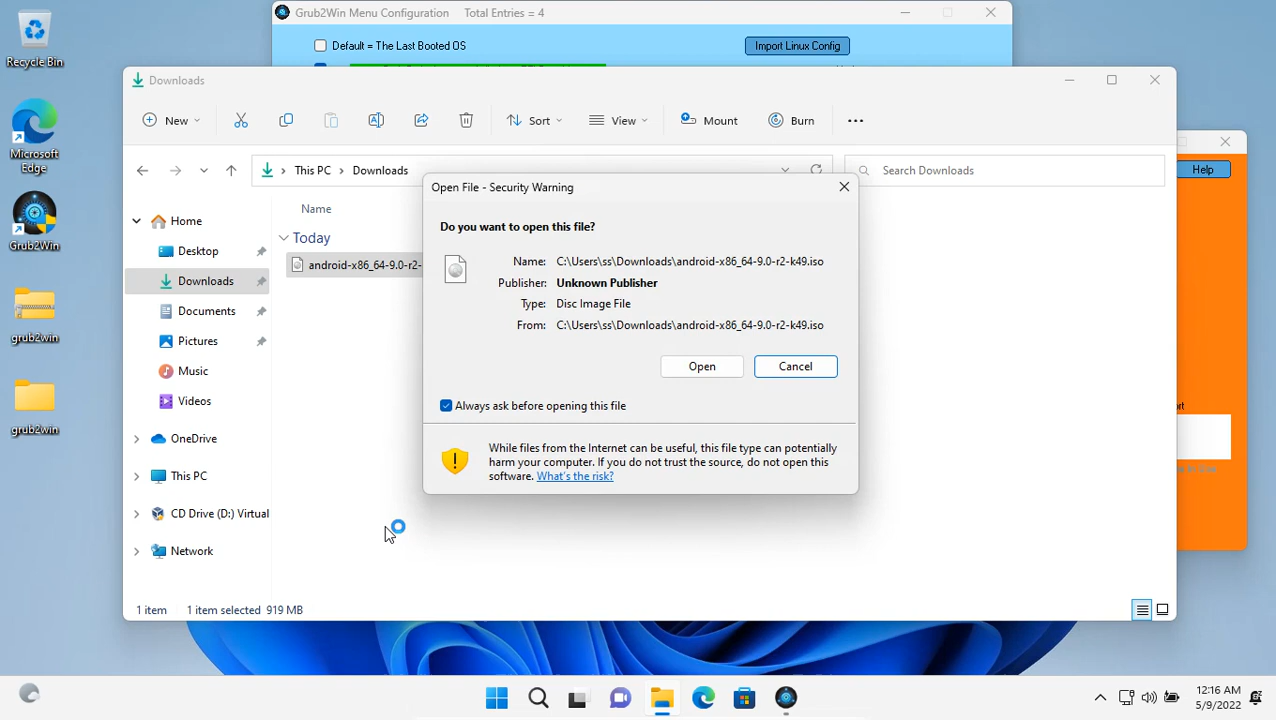 Grub2Win Menu Configuration Total Entries = 4
Default = The Last Booted OS
Import Linux Config
Recycle Bin
Microsoft
Edge
Grub2Win
grub2win
grub2win
Downloads
New
Sort
View
Mount
Burn
This PC
Downloads
Search Downloads
Help
Home
Desktop
Downloads
Documents
Pictures
Music
Videos
OneDrive
This PC
CD Drive (D:) Virtual
Network
Name
Today
android-x86_64-9.0-r2-
Open File - Security Warning
Do you want to open this file?
Name: C:\Users\ss\Downloads\android-x86_64-9.0-r2-k49.iso
Publisher: Unknown Publisher
Type: Disc Image File
From: C:\Users\ss\Downloads\android-x86_64-9.0-r2-k49.iso
Open
Cancel
Always ask before opening this file
While files from the Internet can be useful, this file type can potentially
harm your computer. If you do not trust the source, do not open this
software. What's the risk?
1 item 1 item selected 919 MB
12:16 AM
5/9/2022